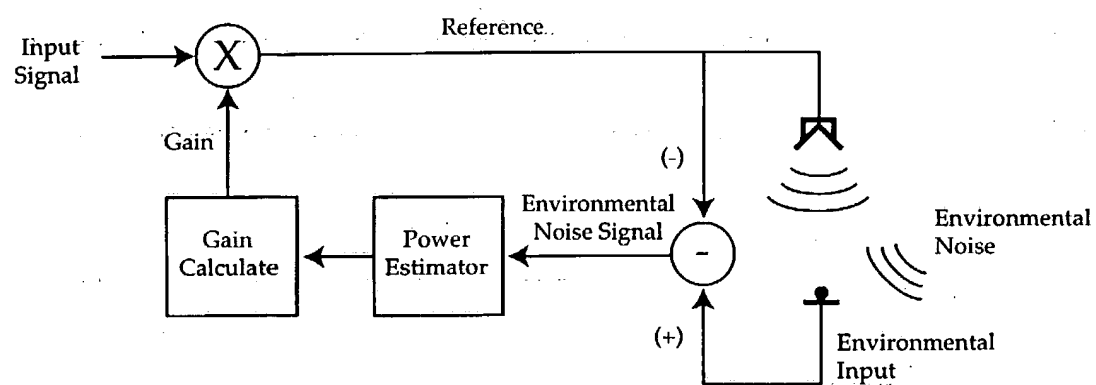 Reference
Input
Signal
X
Gain
(-)
Environmental
Noise Signal
Environmental
Noise
Gain
Calculate
Power
Estimator
-
(+)
Environmental
Input